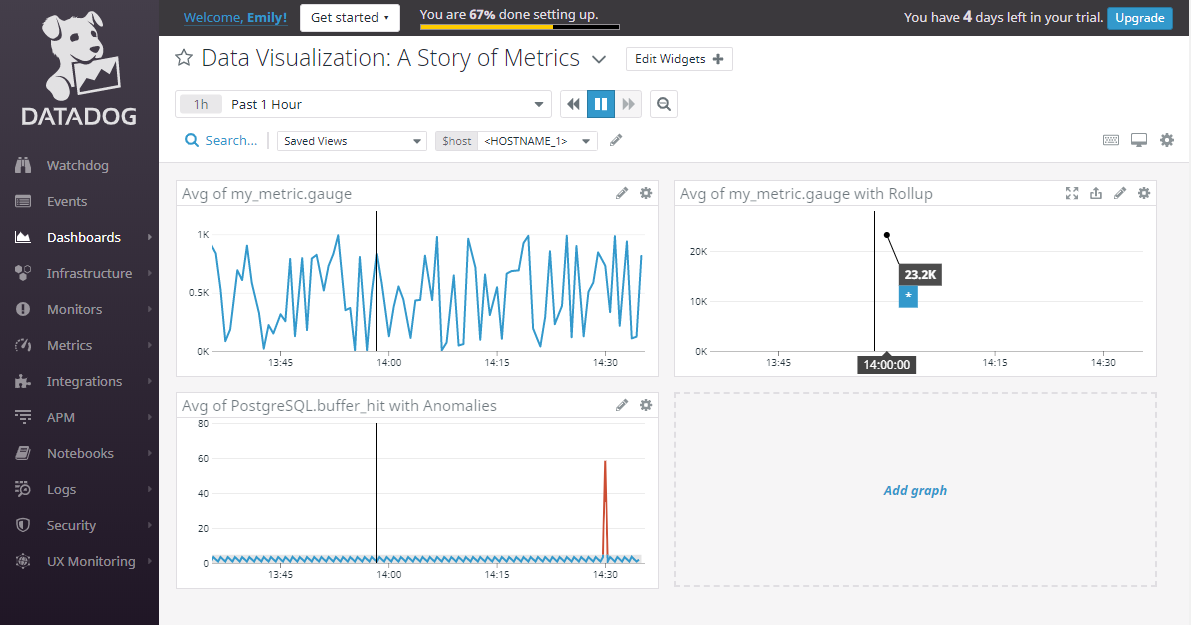 DATADOG
Watchdog
Events
Dashboards
Infrastructure
Monitors
Metrics
Integrations
APM
Notebooks
Logs
Security
UX Monitoring
Welcome, Emily! Get started You are 67% done setting up. You have 4 days left in your trial. Upgrade
Data Visualization: A Story of Metrics Edit Widgets
1h Past 1 Hour
Search... Saved Views $host <HOSTNAME_1>
Avg of my_metric.gauge
1K
0.5K
0K
13:45 14:00 14:15 14:30
Avg of my_metric.gauge with Rollup
20K
10K
0K
23.2K
*
13:45 14:00:00 14:15 14:30
Avg of PostgreSQL.buffer_hit with Anomalies
80
60
40
20
0
13:45 14:00 14:15 14:30
Add graph